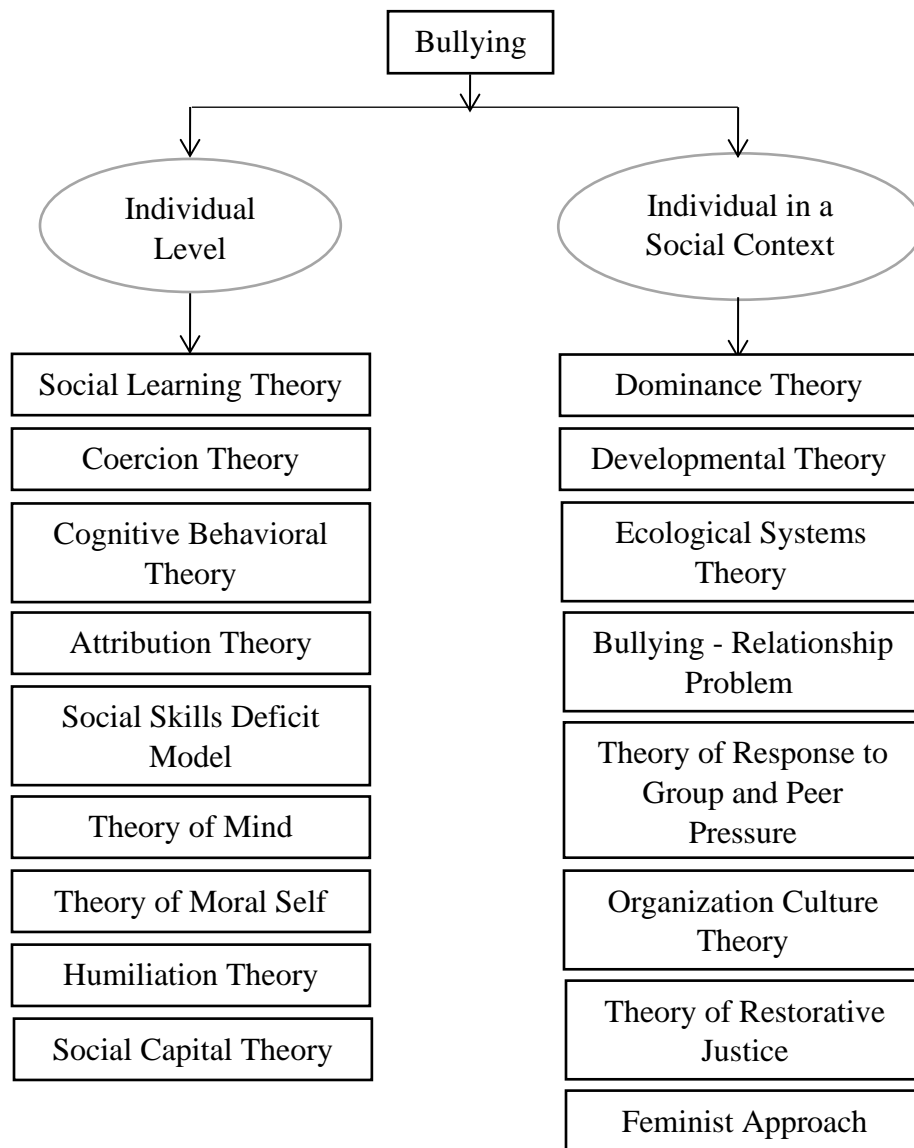 Bullying
Individual
Level
Individual in a
Social Context
Social Learning Theory
Coercion Theory
Cognitive Behavioral
Theory
Attribution Theory
Social Skills Deficit
Model
Theory of Mind
Theory of Moral Self
Humiliation Theory
Social Capital Theory
Dominance Theory
Developmental Theory
Ecological Systems
Theory
Bullying - Relationship
Problem
Theory of Response to
Group and Peer
Pressure
Organization Culture
Theory
Theory of Restorative
Justice
Feminist Approach